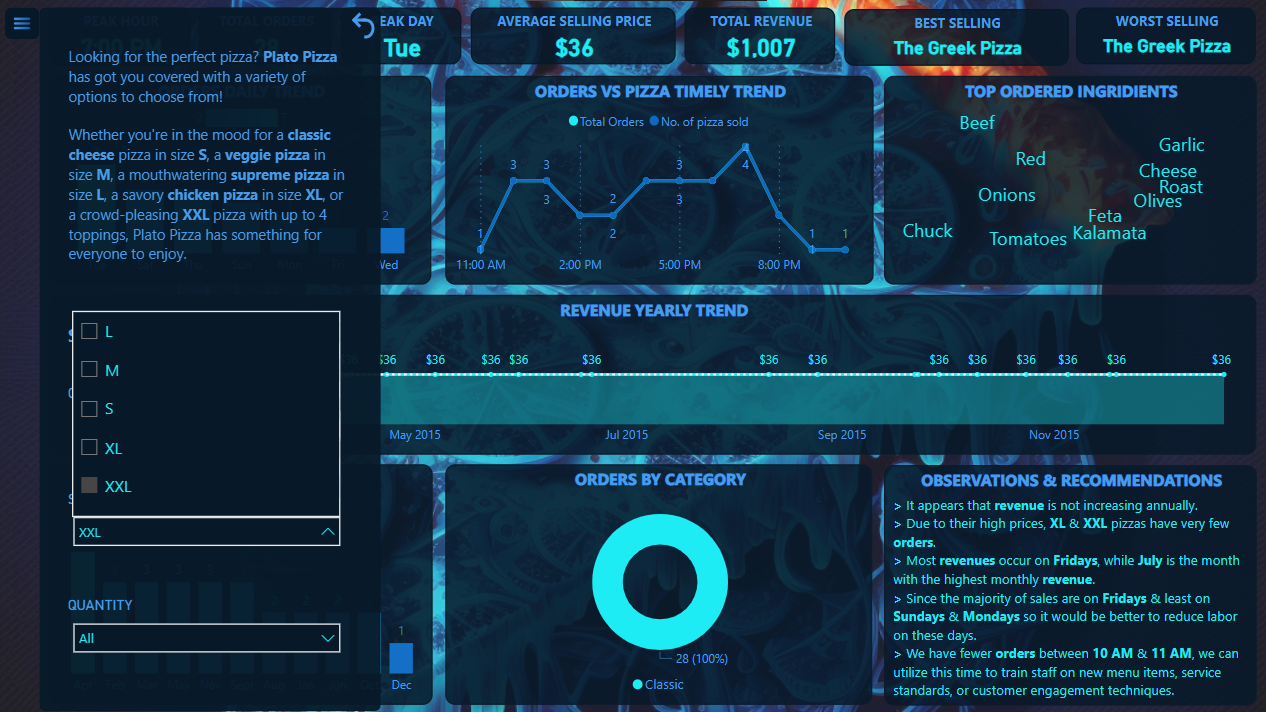 PEAK HOUR
TOTAL ORDERS
EAK DAY
Tue
AVERAGE SELLING PRICE
$36
TOTAL REVENUE
$1,007
BEST SELLING
The Greek Pizza
WORST SELLING
The Greek Pizza
Looking for the perfect pizza? Plato Pizza
has got you covered with a variety of
options to choose from!
Whether you're in the mood for a classic
cheese pizza in size S, a veggie pizza in
size M, a mouthwatering supreme pizza in
size L, a savory chicken pizza in size XL, or
a crowd-pleasing XXL pizza with up to 4
toppings, Plato Pizza has something for
everyone to enjoy.
DAILY TREND
2
Wed
L
M
S
XL
XXL
XXL
QUANTITY
All
1
Dec
ORDERS VS PIZZA TIMELY TREND
Total Orders No. of pizza sold
1 3 3 2 3 4 1 1
3 2 3 4 1
11:00 AM 2:00 PM 5:00 PM 8:00 PM
TOP ORDERED INGRIDIENTS
Beef
Garlic
Red
Cheese
Roast
Onions
Olives
Feta
Chuck
Tomatoes
Kalamata
REVENUE YEARLY TREND
$36 $36 $36 $36 $36 $36 $36 $36 $36 $36 $36 $36 $36
May 2015 Jul 2015 Sep 2015 Nov 2015
ORDERS BY CATEGORY
28 (100%)
Classic
OBSERVATIONS & RECOMMENDATIONS
> It appears that revenue is not increasing annually.
> Due to their high prices, XL & XXL pizzas have very few
orders.
> Most revenues occur on Fridays, while July is the month
with the highest monthly revenue.
> Since the majority of sales are on Fridays & least on
Sundays & Mondays so it would be better to reduce labor
on these days.
> We have fewer orders between 10 AM & 11 AM, we can
utilize this time to train staff on new menu items, service
standards, or customer engagement techniques.